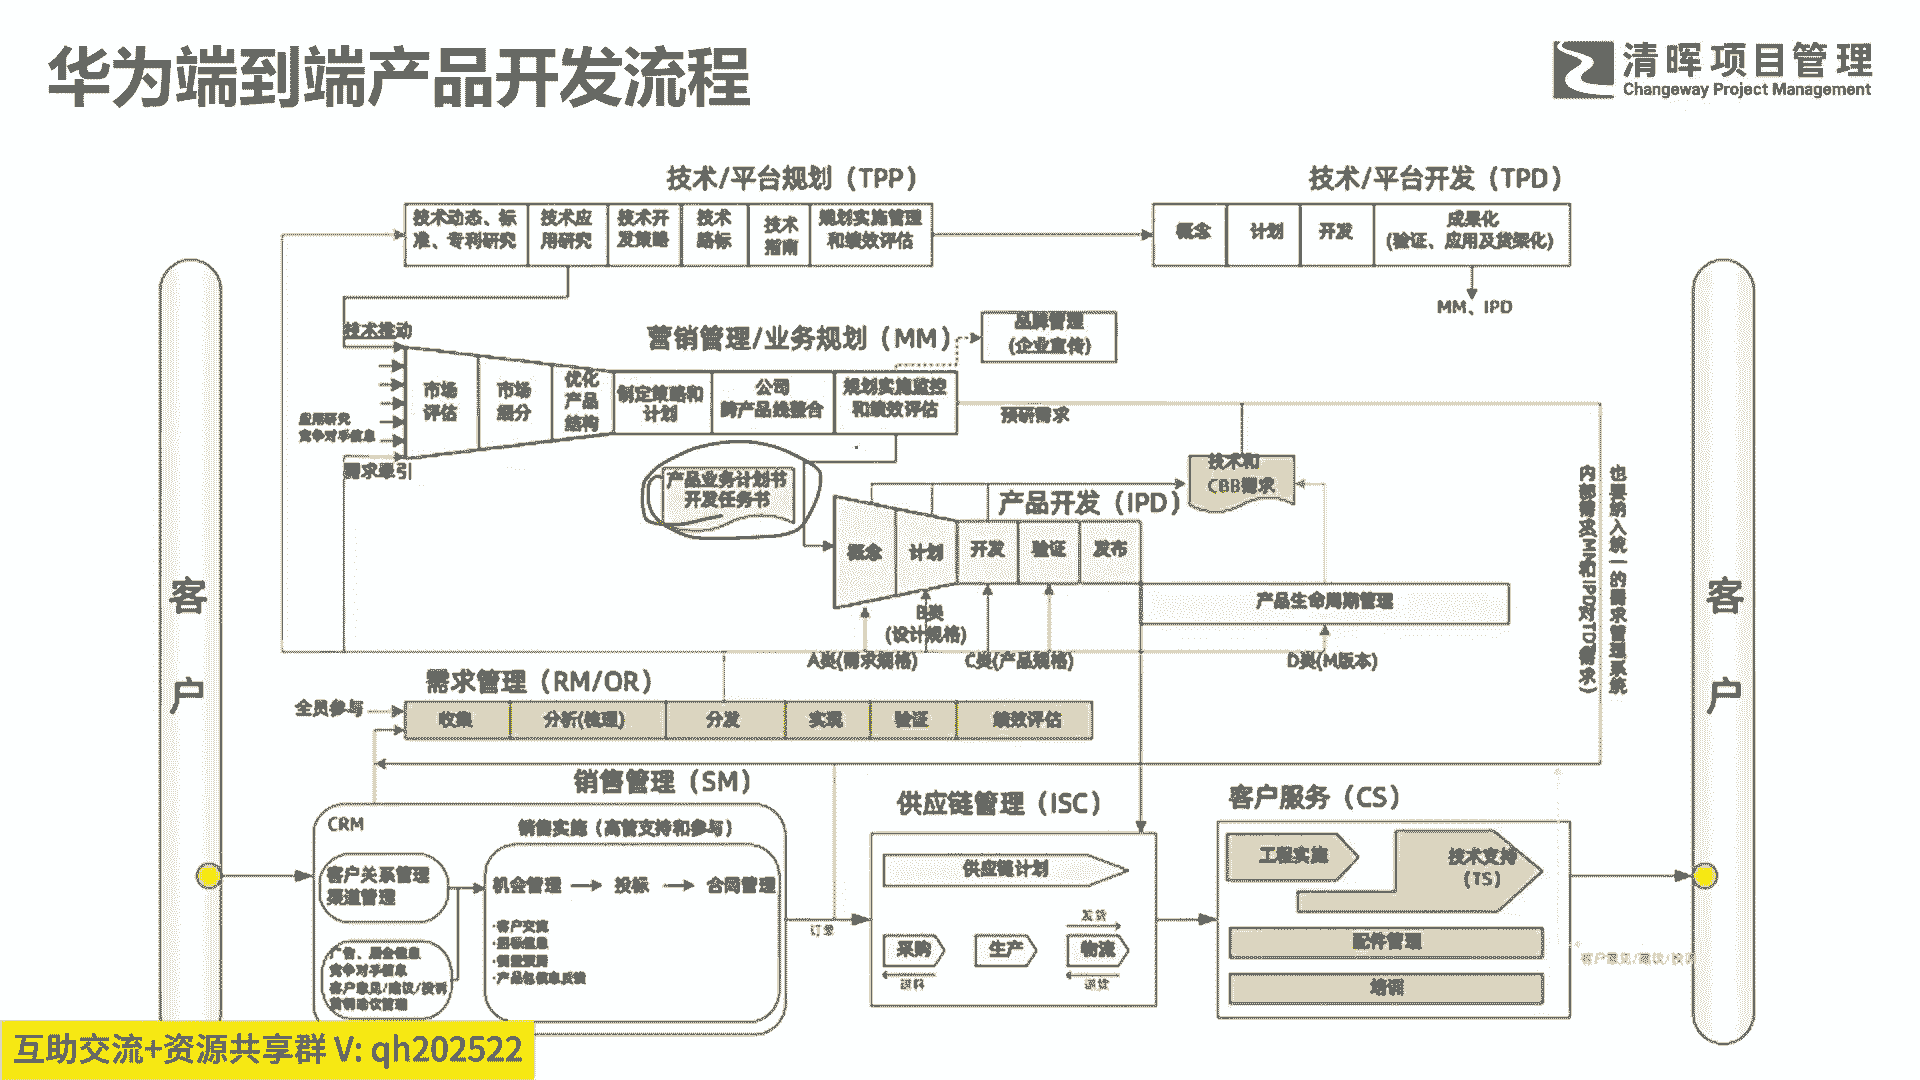 华为端到端产品开发流程
清晖项目管理
Changeway Project Management
技术/平台规划（TPP）
技术/平台开发（TPD）
技术动态、标
准、专利研究
技术应
用研究
技术开
发策略
技术
路标
技术
指南
规划实施管理
和绩效评估
概念
计划
开发
成果化
(验证、应用及货架化)
MM、IPD
技术推动
营销管理/业务规划（MM）
品牌管理
(企业宣传)
市场
评估
市场
细分
优化
产品
结构
制定策略和
计划
公司
跨产品线整合
规划实施监控
和绩效评估
应用研究
竞争对手信息
需求牵引
预研需求
产品业务计划书
开发任务书
技术和
CBB需求
产品开发（IPD）
概念
计划
开发
验证
发布
产品生命周期管理
B类
(设计规格)
A类(需求规格)
C类(产品规格)
D类(M版本)
也要纳入统一的需求管理系统
内部需求(MM和IPD对TD需求)
客户
客户
需求管理（RM/OR）
全员参与
收集
分析(梳理)
分发
实现
验证
绩效评估
销售管理（SM）
CRM
销售实施（高管支持和参与）
客户关系管理
渠道管理
机会管理
投标
合同管理
·客户交流
·招标信息
·销量预测
·产品包信息反馈
广告、展会信息
竞争对手信息
客户意见/建议/投诉
营销建议管理
订单
供应链管理（ISC）
供应链计划
采购
生产
物流
发货
退料
退货
客户服务（CS）
工程实施
技术支持
(TS)
配件管理
培训
客户意见/建议/投诉
互助交流+资源共享群 V: qh202522